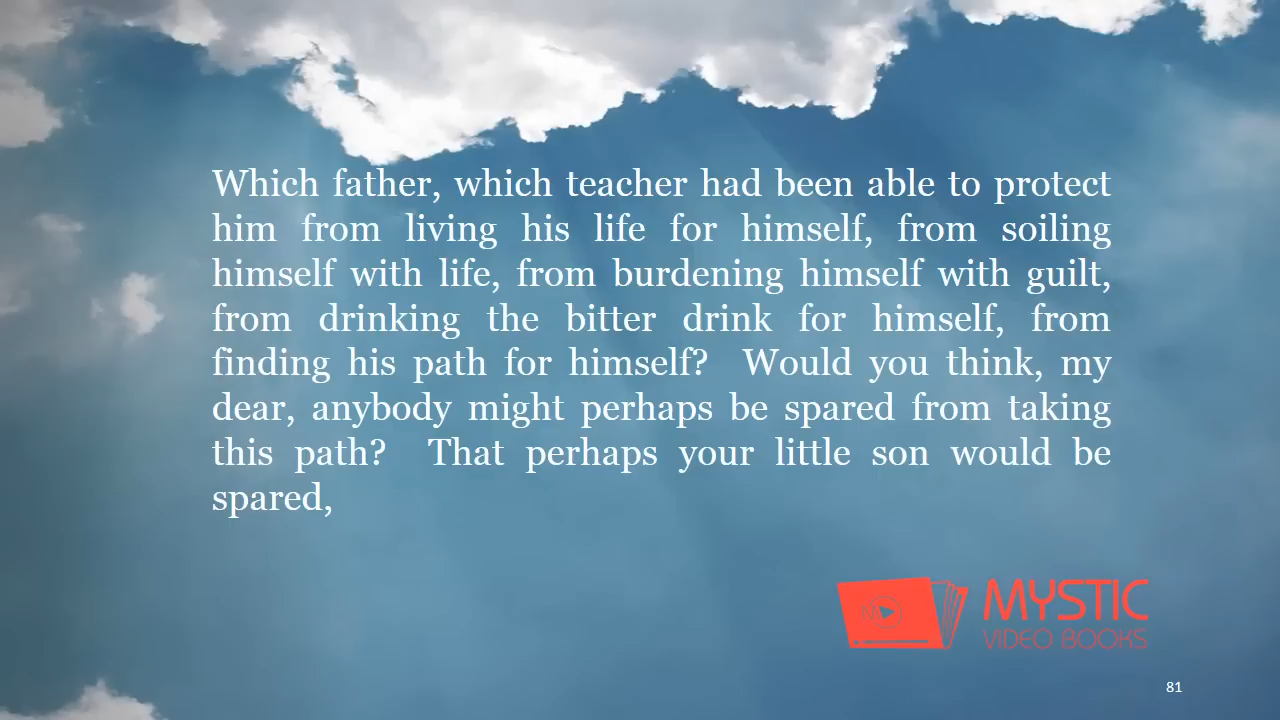 Which father, which teacher had been able to protect
him from living his life for himself, from soiling
himself with life, from burdening himself with guilt,
from drinking the bitter drink for himself, from
finding his path for himself? Would you think, my
dear, anybody might perhaps be spared from taking
this path? That perhaps your little son would be
spared,
MYSTIC
VIDEO BOOKS
81